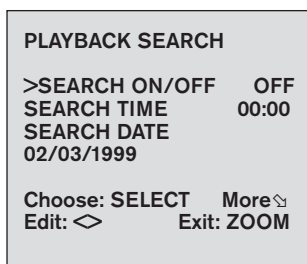 PLAYBACK SEARCH
>SEARCH ON/OFF OFF
SEARCH TIME 00:00
SEARCH DATE
02/03/1999
Choose: SELECT More⇘
Edit: <> Exit: ZOOM